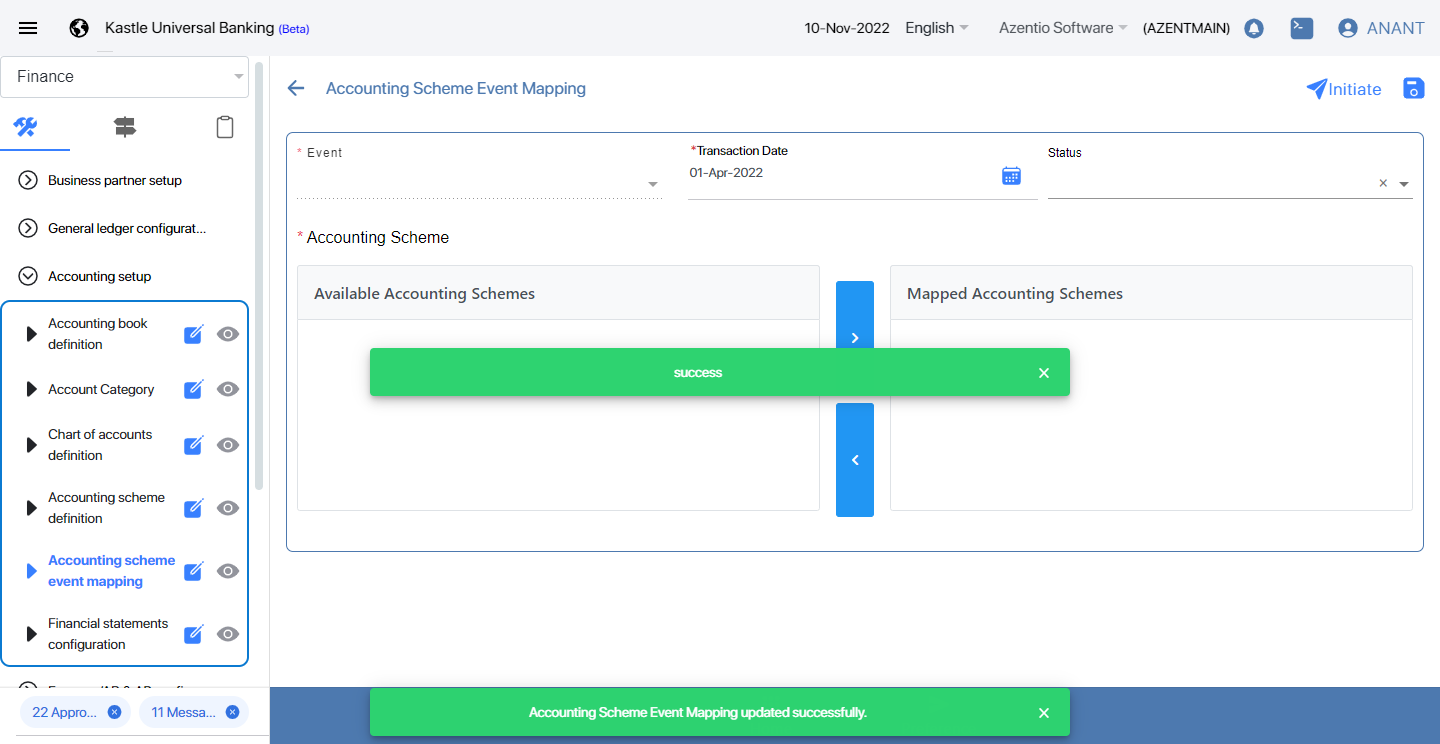 Kastle Universal Banking (Beta)
10-Nov-2022 English Azentio Software (AZENTMAIN) ANANT
Finance
Business partner setup
General ledger configurat...
Accounting setup
Accounting book
definition
Account Category
Chart of accounts
definition
Accounting scheme
definition
Accounting scheme
event mapping
Financial statements
configuration
22 Appro...
11 Messa...
Accounting Scheme Event Mapping
Initiate
* Event
*Transaction Date
01-Apr-2022
Status
* Accounting Scheme
Available Accounting Schemes
Mapped Accounting Schemes
success
Accounting Scheme Event Mapping updated successfully.